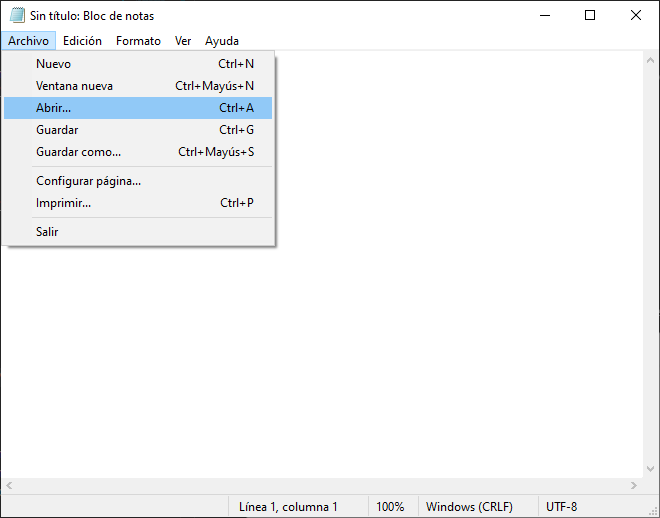 Sin título: Bloc de notas
Archivo Edición Formato Ver Ayuda
Nuevo Ctrl+N
Ventana nueva Ctrl+Mayús+N
Abrir... Ctrl+A
Guardar Ctrl+G
Guardar como... Ctrl+Mayús+S
Configurar página...
Imprimir... Ctrl+P
Salir
Línea 1, columna 1 100% Windows (CRLF) UTF-8